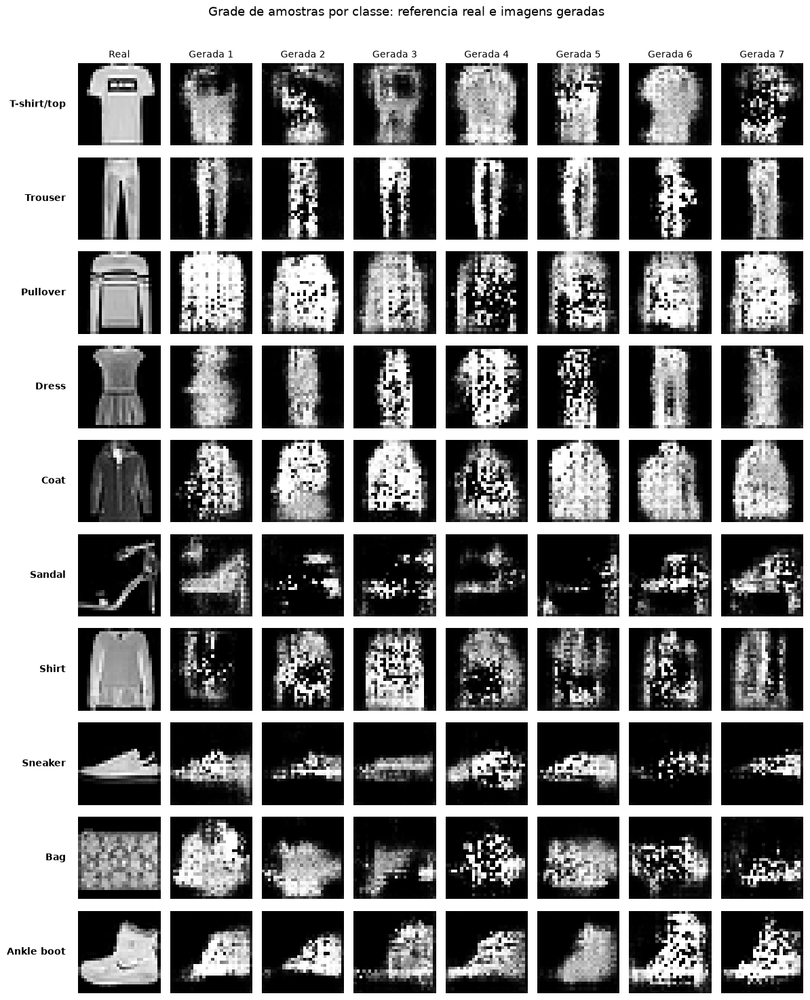 Grade de amostras por classe: referencia real e imagens geradas
Real Gerada 1 Gerada 2 Gerada 3 Gerada 4 Gerada 5 Gerada 6 Gerada 7
T-shirt/top
Trouser
Pullover
Dress
Coat
Sandal
Shirt
Sneaker
Bag
Ankle boot